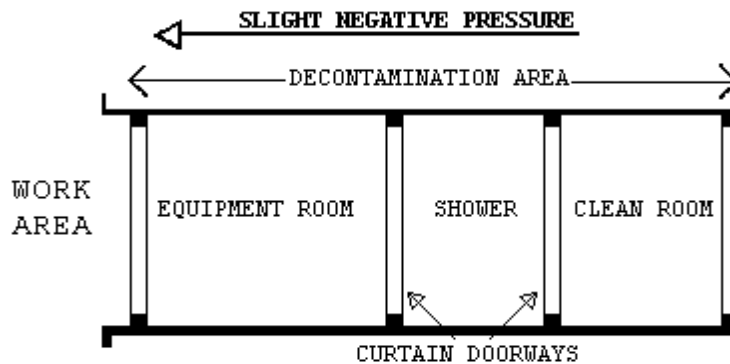 SLIGHT NEGATIVE PRESSURE
DECONTAMINATION AREA
WORK
AREA
EQUIPMENT ROOM
SHOWER
CLEAN ROOM
CURTAIN DOORWAYS